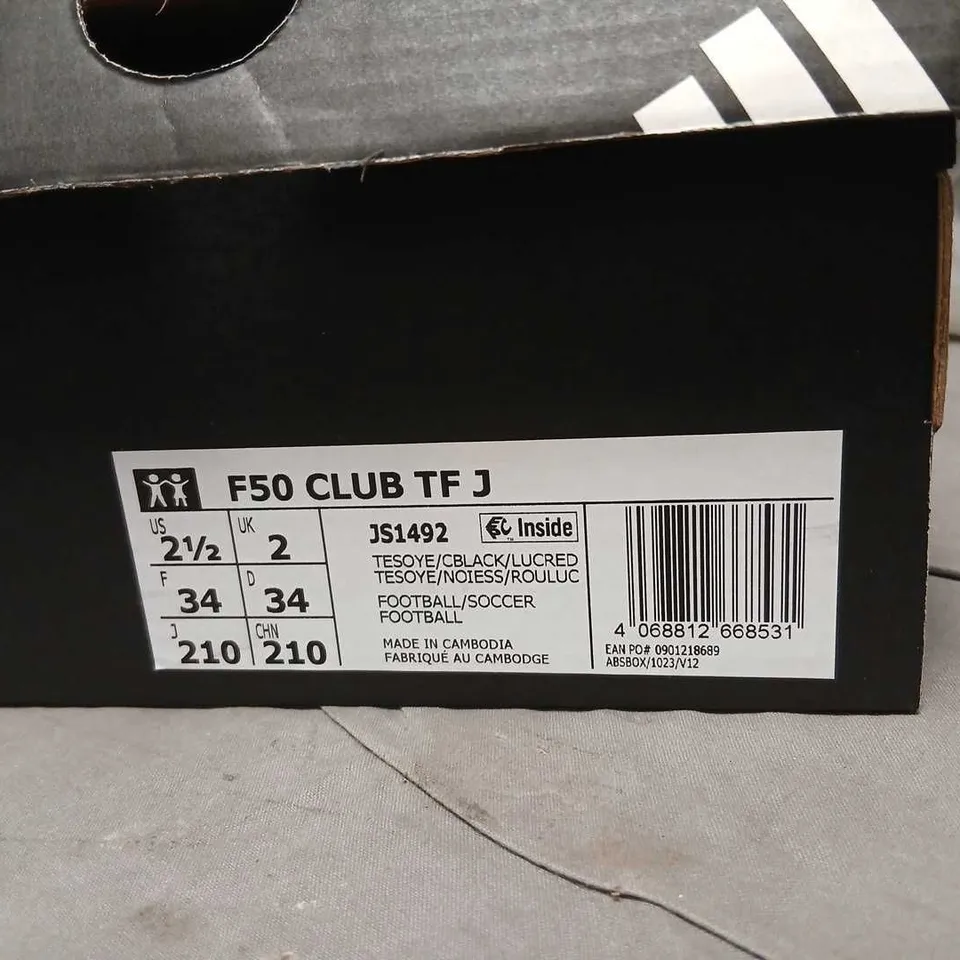 F50 CLUB TF J
US 2½ UK 2
F 34 D 34
J 210 CHN 210
JS1492 Inside
TESOYE/CBLACK/LUCRED
TESOYE/NOIESS/ROULUC
FOOTBALL/SOCCER
FOOTBALL
MADE IN CAMBODIA
FABRIQUÉ AU CAMBODGE
4 068812 668531
EAN PO# 0901218689
ABSBOX/1023/V12